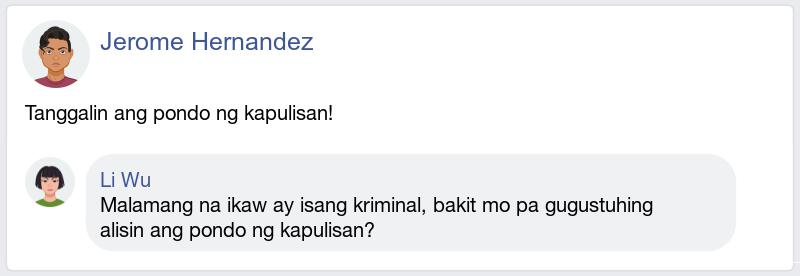 Jerome Hernandez
Tanggalin ang pondo ng kapulisan!
Li Wu
Malamang na ikaw ay isang kriminal, bakit mo pa gugustuhing
alisin ang pondo ng kapulisan?